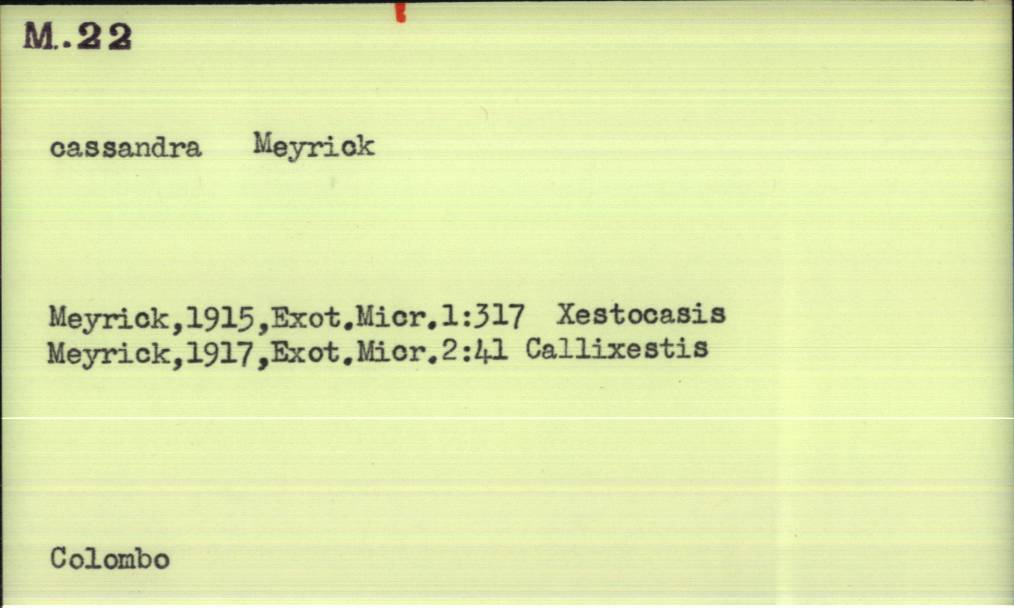 M.22
cassandra Meyrick
Meyrick,1915,Exot.Micr.1:317 Xestocasis
Meyrick,1917,Exot.Micr.2:41 Callixestis
Colombo